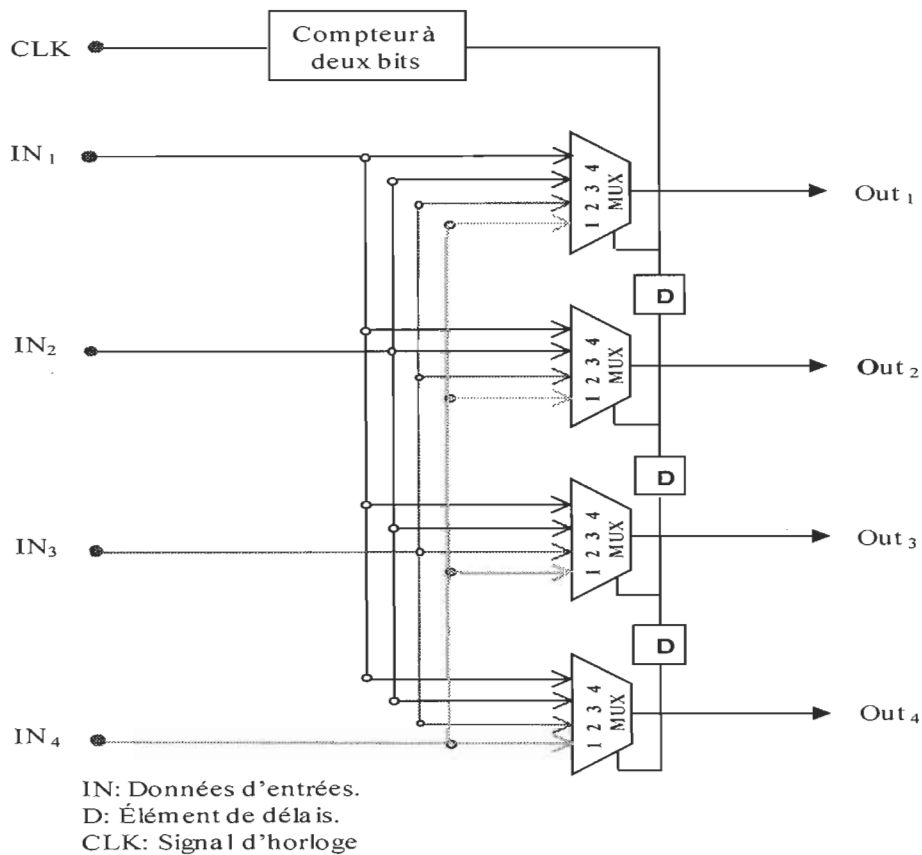 CLK
Compteur à
deux bits
IN₁
1 2 3 4
MUX
Out₁
D
IN₂
1 2 3 4
MUX
Out₂
D
IN₃
1 2 3 4
MUX
Out₃
D
IN₄
1 2 3 4
MUX
Out₄
IN: Données d'entrées.
D: Élément de délais.
CLK: Signal d'horloge